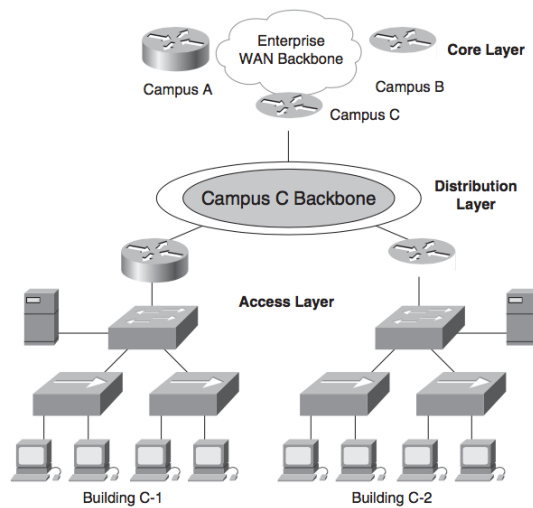 Enterprise
WAN Backbone
Core Layer
Campus A
Campus B
Campus C
Campus C Backbone
Distribution
Layer
Access Layer
Building C-1
Building C-2